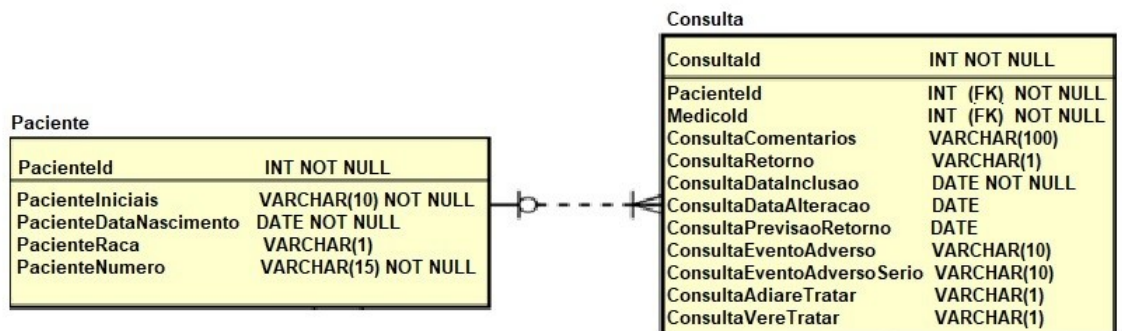 Paciente
PacienteId INT NOT NULL
PacienteIniciais VARCHAR(10) NOT NULL
PacienteDataNascimento DATE NOT NULL
PacienteRaca VARCHAR(1)
PacienteNumero VARCHAR(15) NOT NULL
Consulta
ConsultaId INT NOT NULL
PacienteId INT (FK) NOT NULL
MedicoId INT (FK) NOT NULL
ConsultaComentarios VARCHAR(100)
ConsultaRetorno VARCHAR(1)
ConsultaDataInclusao DATE NOT NULL
ConsultaDataAlteracao DATE
ConsultaPrevisaoRetorno DATE
ConsultaEventoAdverso VARCHAR(10)
ConsultaEventoAdversoSerio VARCHAR(10)
ConsultaAdiareTratar VARCHAR(1)
ConsultaVereTratar VARCHAR(1)